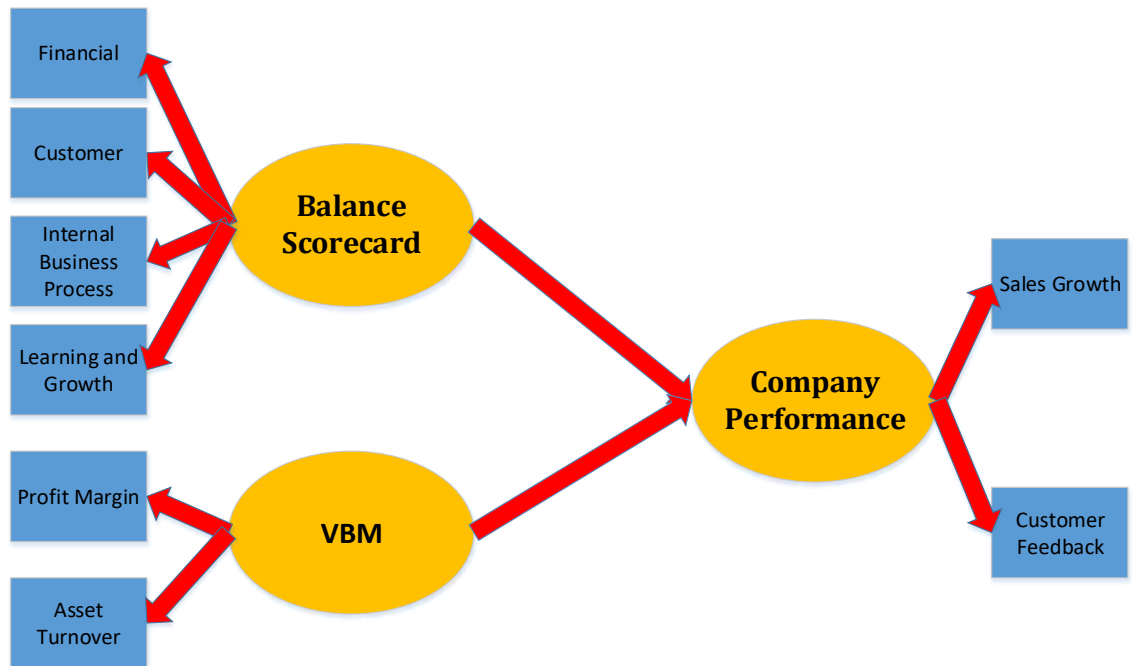 Financial
Customer
Internal
Business
Process
Learning and
Growth
Profit Margin
Asset
Turnover
Balance
Scorecard
VBM
Company
Performance
Sales Growth
Customer
Feedback